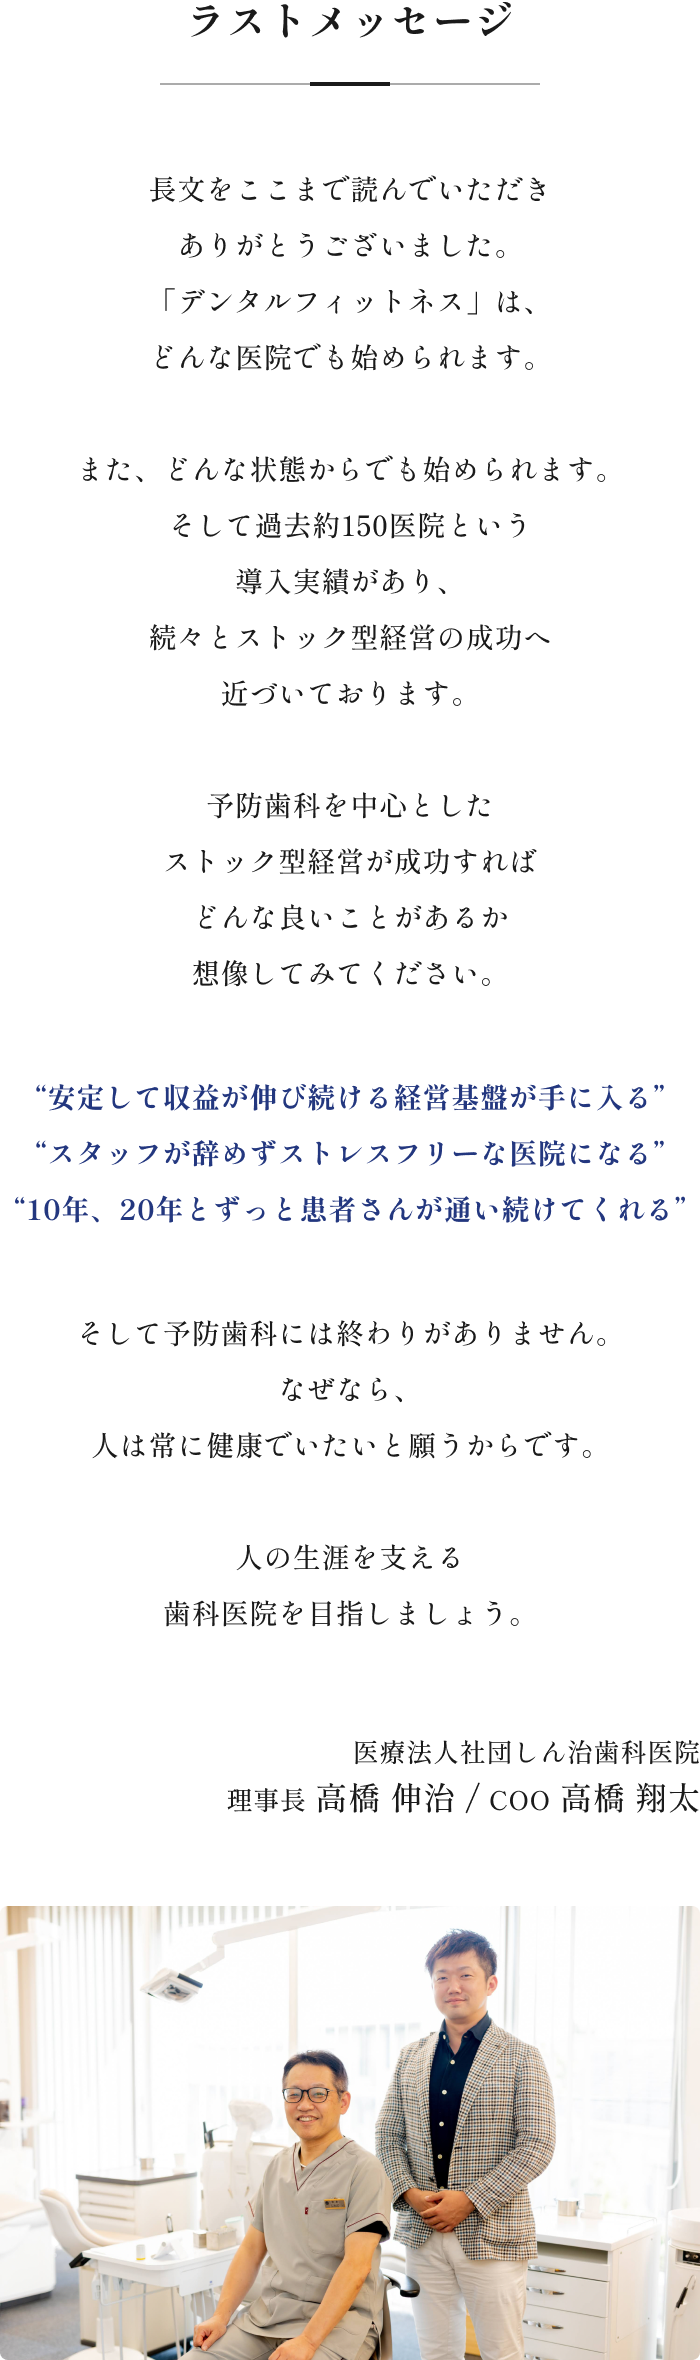 ラストメッセージ
長文をここまで読んでいただき
ありがとうございました。
「デンタルフィットネス」は、
どんな医院でも始められます。
また、どんな状態からでも始められます。
そして過去約150医院という
導入実績があり、
続々とストック型経営の成功へ
近づいております。
予防歯科を中心とした
ストック型経営が成功すれば
どんな良いことがあるか
想像してみてください。
“安定して収益が伸び続ける経営基盤が手に入る”
“スタッフが辞めずストレスフリーな医院になる”
“10年、20年とずっと患者さんが通い続けてくれる”
そして予防歯科には終わりがありません。
なぜなら、
人は常に健康でいたいと願うからです。
人の生涯を支える
歯科医院を目指しましょう。
医療法人社団しん治歯科医院
理事長 高橋 伸治 / COO 高橋 翔太